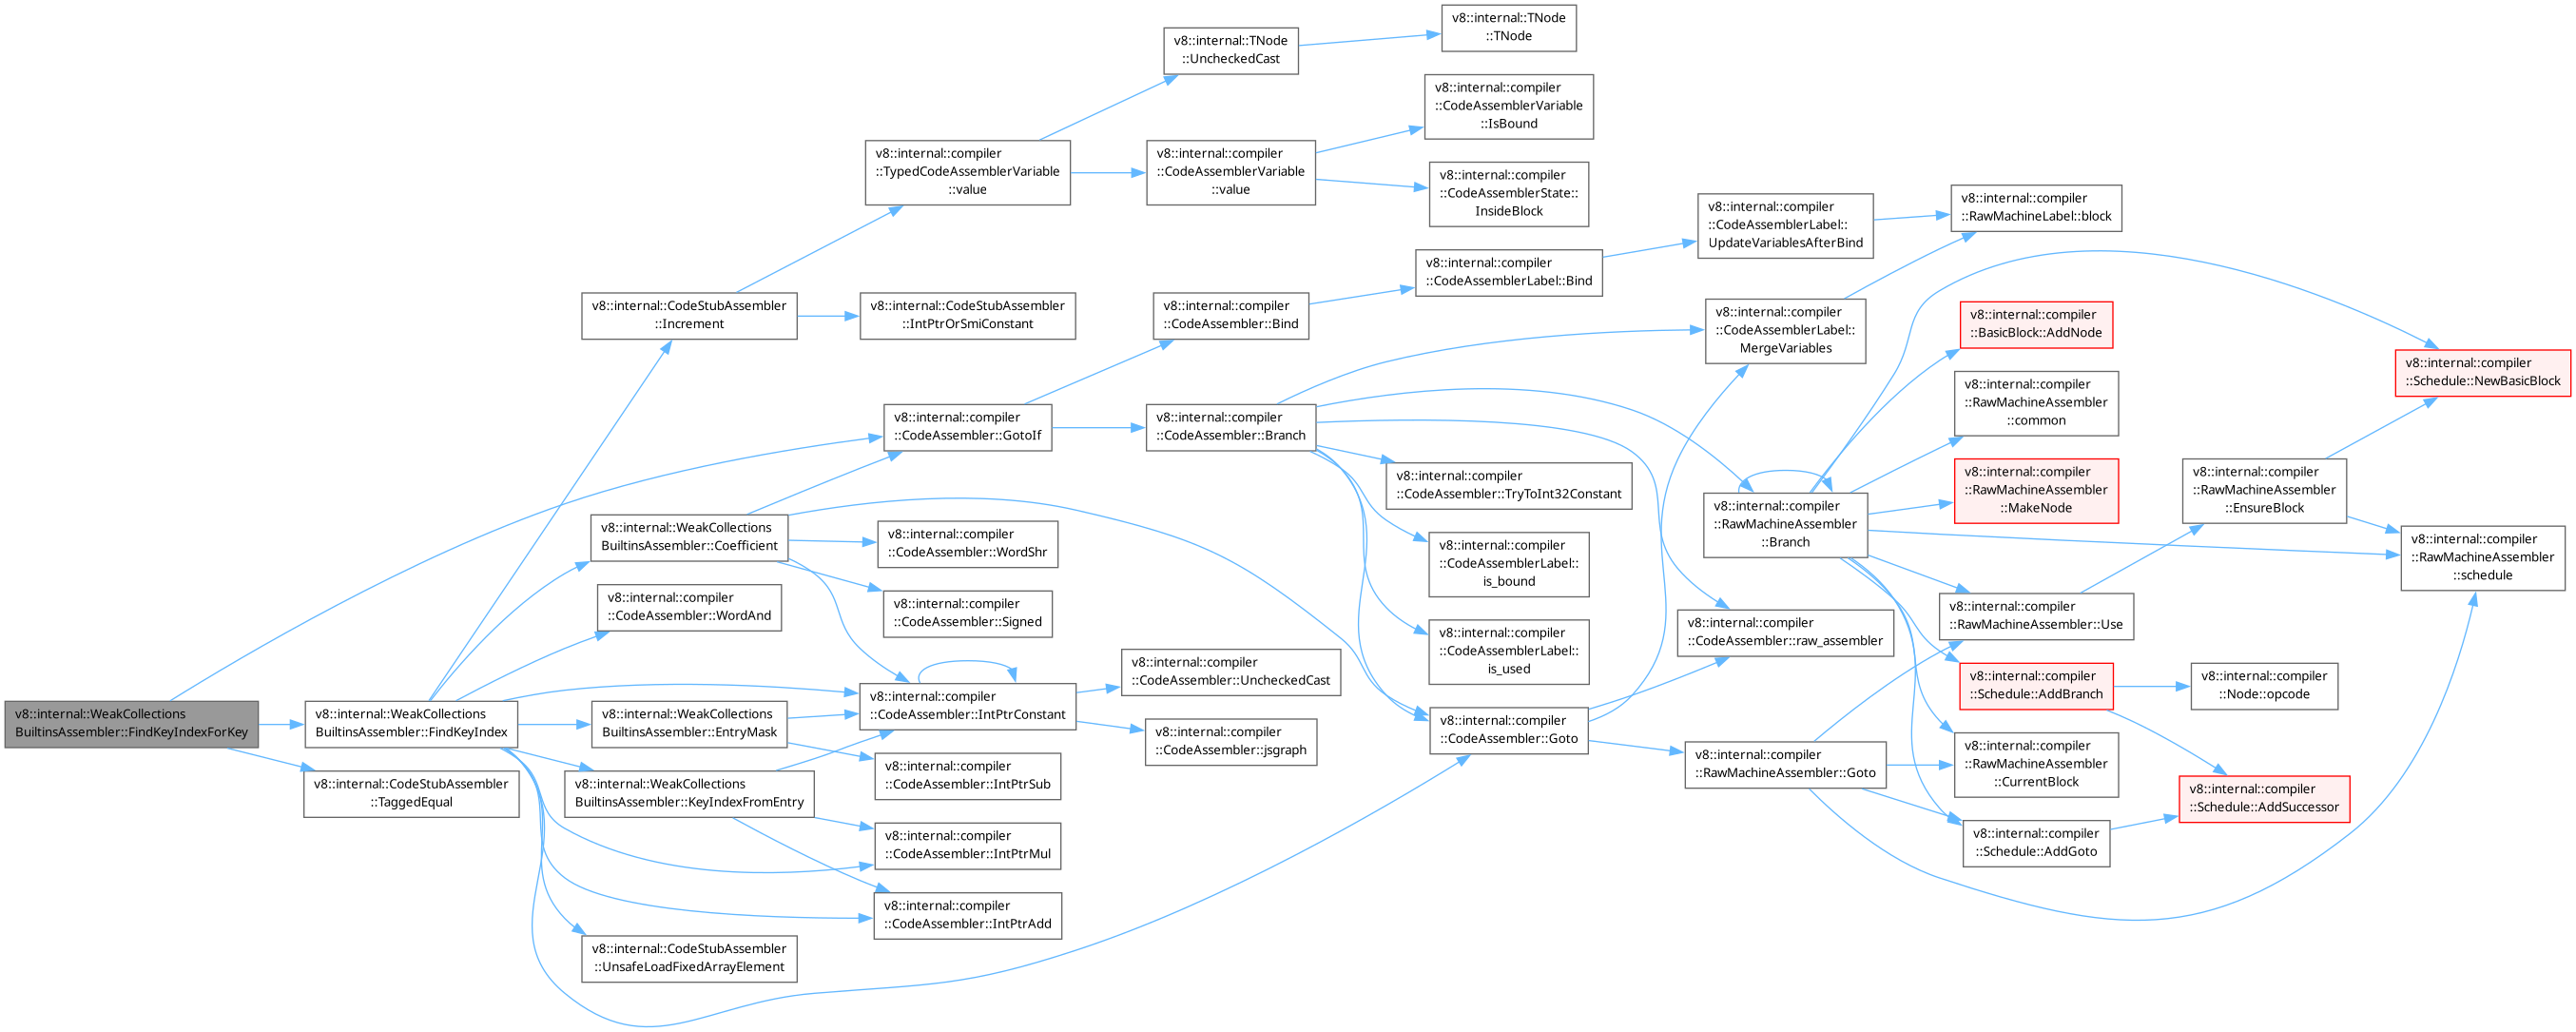 v8::internal::WeakCollections
BuiltinsAssembler::FindKeyIndexForKey
v8::internal::WeakCollections
BuiltinsAssembler::FindKeyIndex
v8::internal::CodeStubAssembler
::TaggedEqual
v8::internal::CodeStubAssembler
::Increment
v8::internal::WeakCollections
BuiltinsAssembler::Coefficient
v8::internal::compiler
::CodeAssembler::WordAnd
v8::internal::WeakCollections
BuiltinsAssembler::EntryMask
v8::internal::WeakCollections
BuiltinsAssembler::KeyIndexFromEntry
v8::internal::CodeStubAssembler
::UnsafeLoadFixedArrayElement
v8::internal::compiler
::TypedCodeAssemblerVariable
::value
v8::internal::CodeStubAssembler
::IntPtrOrSmiConstant
v8::internal::compiler
::CodeAssembler::GotoIf
v8::internal::compiler
::CodeAssembler::WordShr
v8::internal::compiler
::CodeAssembler::Signed
v8::internal::compiler
::CodeAssembler::IntPtrConstant
v8::internal::compiler
::CodeAssembler::IntPtrSub
v8::internal::compiler
::CodeAssembler::IntPtrMul
v8::internal::compiler
::CodeAssembler::IntPtrAdd
v8::internal::TNode
::UncheckedCast
v8::internal::compiler
::CodeAssemblerVariable
::value
v8::internal::compiler
::CodeAssembler::Bind
v8::internal::compiler
::CodeAssembler::Branch
v8::internal::compiler
::CodeAssembler::UncheckedCast
v8::internal::compiler
::CodeAssembler::jsgraph
v8::internal::TNode
::TNode
v8::internal::compiler
::CodeAssemblerVariable
::IsBound
v8::internal::compiler
::CodeAssemblerState::
InsideBlock
v8::internal::compiler
::CodeAssemblerLabel::Bind
v8::internal::compiler
::CodeAssembler::TryToInt32Constant
v8::internal::compiler
::CodeAssemblerLabel::
is_bound
v8::internal::compiler
::CodeAssemblerLabel::
is_used
v8::internal::compiler
::CodeAssembler::Goto
v8::internal::compiler
::CodeAssemblerLabel::
UpdateVariablesAfterBind
v8::internal::compiler
::CodeAssemblerLabel::
MergeVariables
v8::internal::compiler
::RawMachineAssembler
::Branch
v8::internal::compiler
::CodeAssembler::raw_assembler
v8::internal::compiler
::RawMachineAssembler::Goto
v8::internal::compiler
::RawMachineLabel::block
v8::internal::compiler
::BasicBlock::AddNode
v8::internal::compiler
::RawMachineAssembler
::common
v8::internal::compiler
::RawMachineAssembler
::MakeNode
v8::internal::compiler
::RawMachineAssembler::Use
v8::internal::compiler
::Schedule::AddBranch
v8::internal::compiler
::RawMachineAssembler
::CurrentBlock
v8::internal::compiler
::Schedule::AddGoto
v8::internal::compiler
::RawMachineAssembler
::EnsureBlock
v8::internal::compiler
::Node::opcode
v8::internal::compiler
::Schedule::AddSuccessor
v8::internal::compiler
::Schedule::NewBasicBlock
v8::internal::compiler
::RawMachineAssembler
::schedule